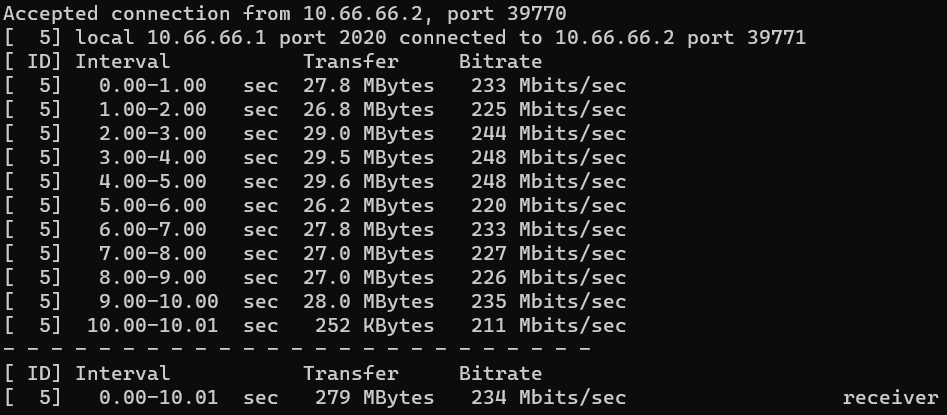 Accepted connection from 10.66.66.2, port 39770
[  5] local 10.66.66.1 port 2020 connected to 10.66.66.2 port 39771
[ ID] Interval           Transfer     Bitrate
[  5]   0.00-1.00   sec  27.8 MBytes   233 Mbits/sec
[  5]   1.00-2.00   sec  26.8 MBytes   225 Mbits/sec
[  5]   2.00-3.00   sec  29.0 MBytes   244 Mbits/sec
[  5]   3.00-4.00   sec  29.5 MBytes   248 Mbits/sec
[  5]   4.00-5.00   sec  29.6 MBytes   248 Mbits/sec
[  5]   5.00-6.00   sec  26.2 MBytes   220 Mbits/sec
[  5]   6.00-7.00   sec  27.8 MBytes   233 Mbits/sec
[  5]   7.00-8.00   sec  27.0 MBytes   227 Mbits/sec
[  5]   8.00-9.00   sec  27.0 MBytes   226 Mbits/sec
[  5]   9.00-10.00  sec  28.0 MBytes   235 Mbits/sec
[  5]  10.00-10.01  sec   252 KBytes   211 Mbits/sec
- - - - - - - - - - - - - - - - - - - - - - - - -
[ ID] Interval           Transfer     Bitrate
[  5]   0.00-10.01  sec   279 MBytes   234 Mbits/sec                  receiver